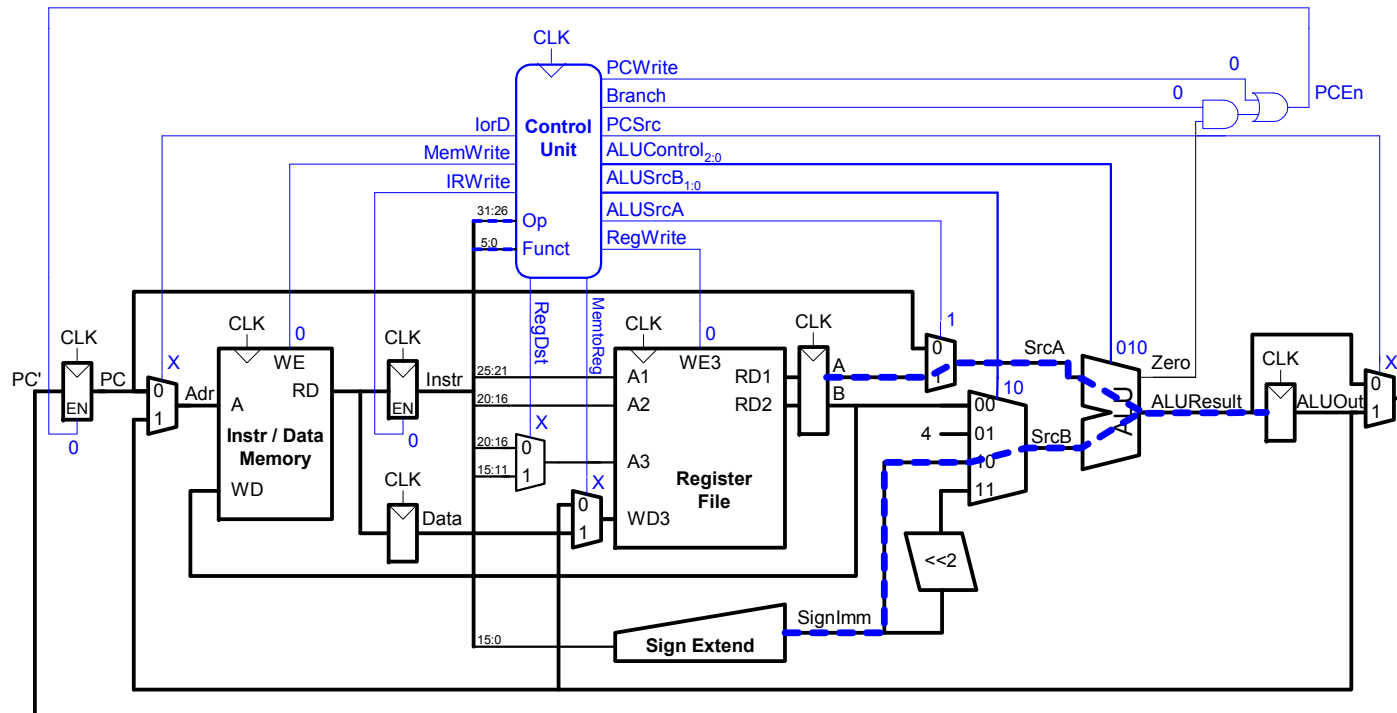 CLK
PCWrite
0
Branch
0
PCEn
IorD
Control
Unit
PCSrc
MemWrite
ALUControl2:0
IRWrite
ALUSrcB1:0
31:26
Op
ALUSrcA
5:0
Funct
RegWrite
RegDst
MemtoReg
CLK
X
CLK
0
CLK
CLK
0
CLK
1
010
CLK
X
PC'
PC
EN
0
0
1
Adr
WE
A
RD
Instr / Data
Memory
WD
EN
0
Instr
25:21
20:16
X
20:16
0
15:11
1
CLK
Data
X
0
1
A1
WE3
RD1
A2
RD2
A3
Register
File
WD3
A
B
0
1
SrcA
10
00
4
01
10
11
SrcB
ALU
Zero
ALUResult
ALUOut
0
1
<<2
SignImm
15:0
Sign Extend